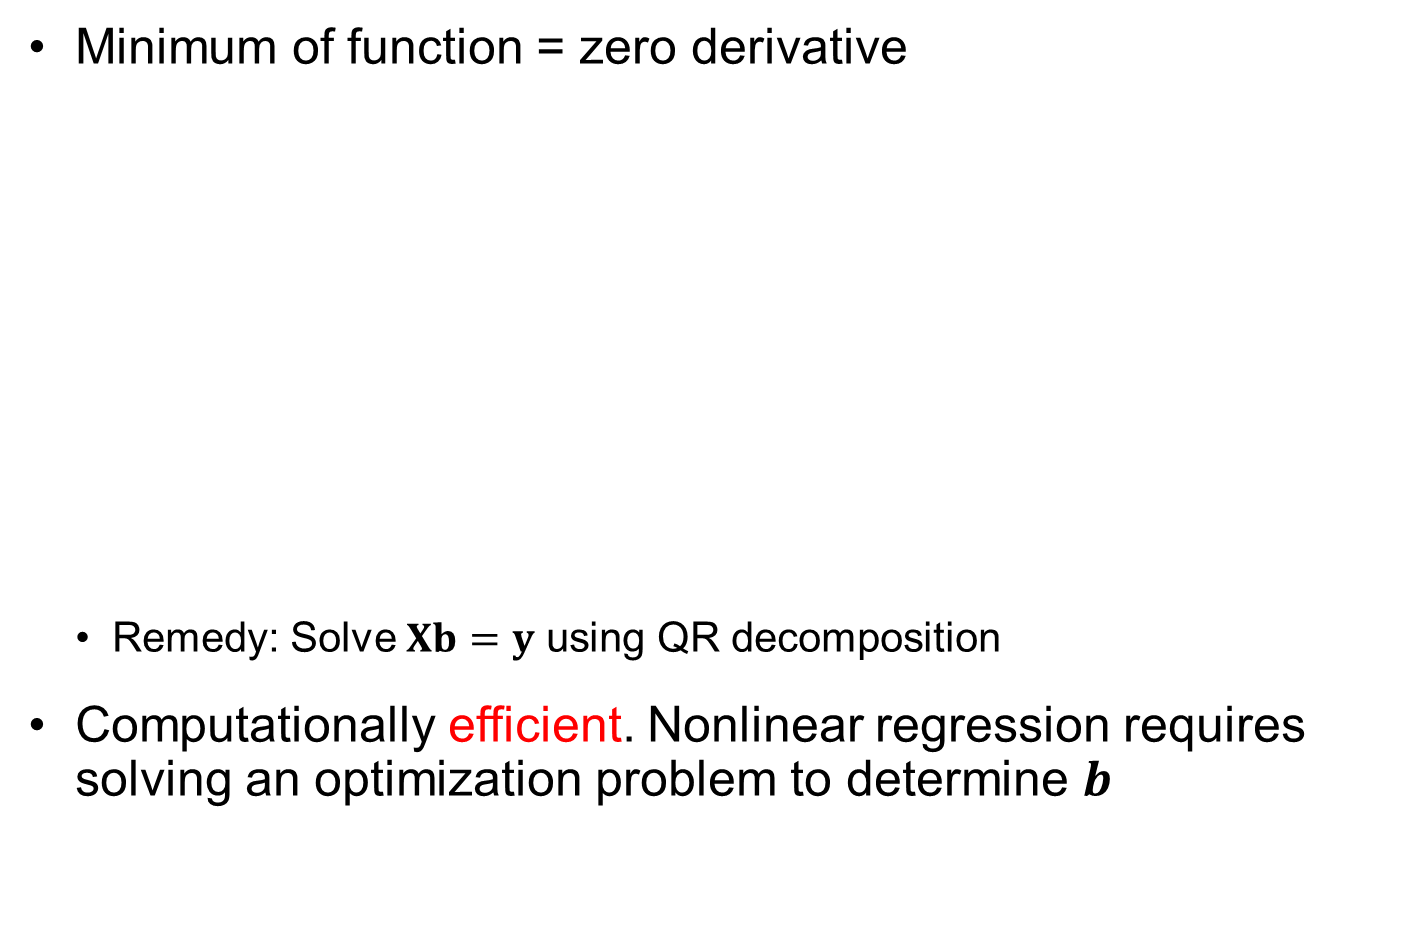 • Minimum of function = zero derivative
• Remedy: Solve Xb = y using QR decomposition
• Computationally efficient. Nonlinear regression requires
solving an optimization problem to determine b